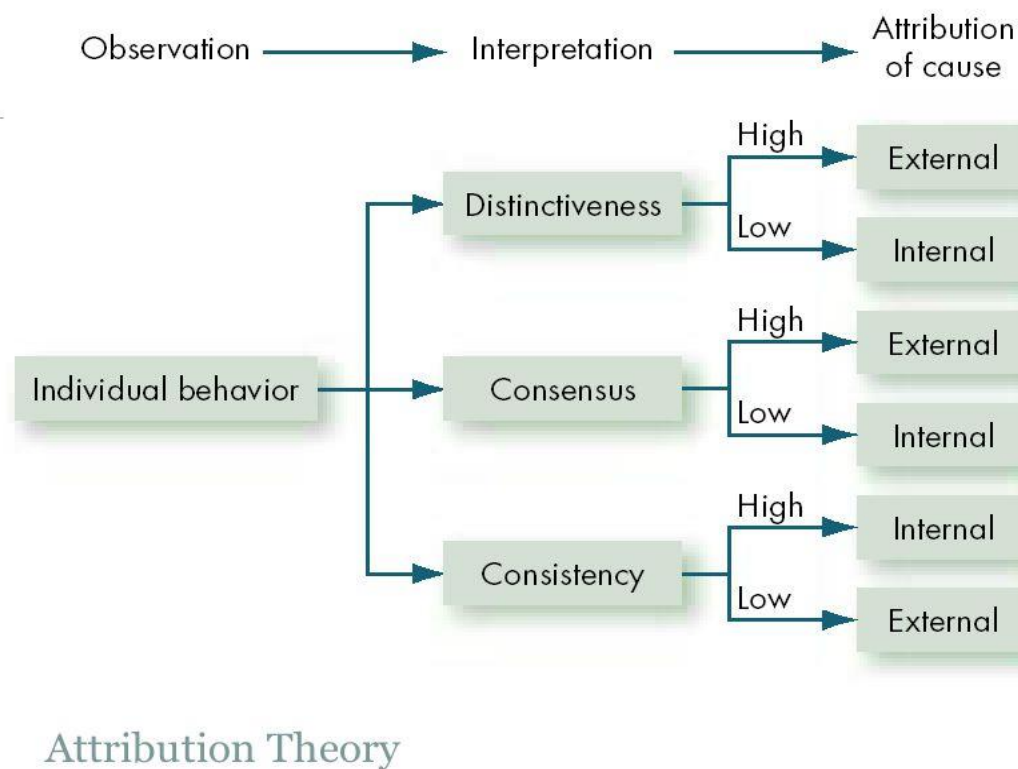 Observation
Interpretation
Attribution
of cause
High
External
Distinctiveness
Low
Internal
High
External
Individual behavior
Consensus
Low
Internal
High
Internal
Consistency
Low
External
Attribution Theory